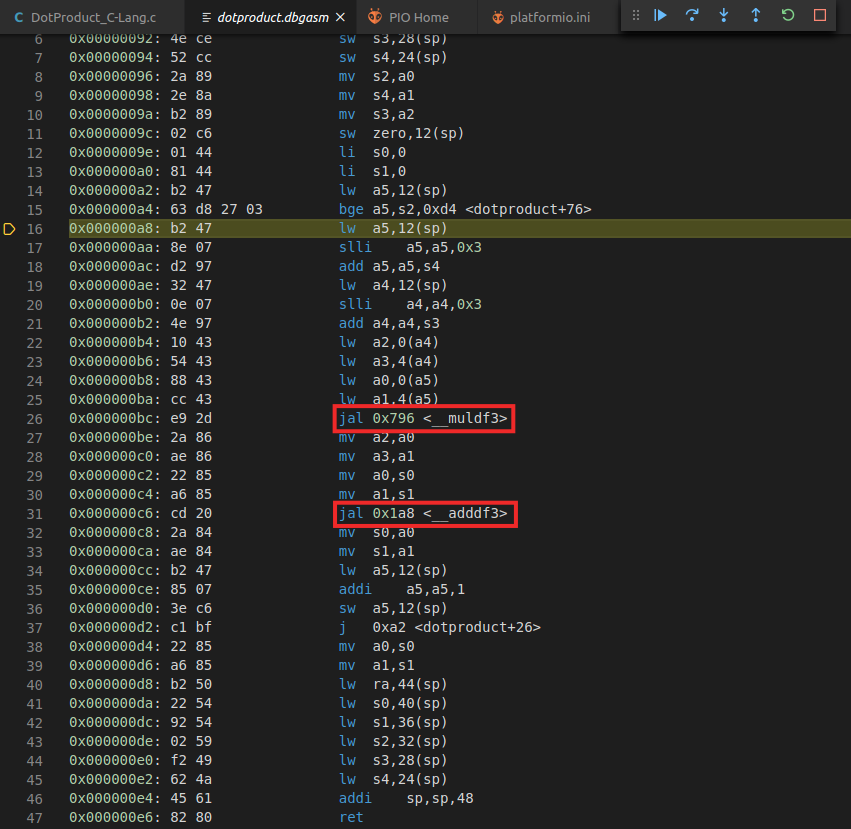 C DotProduct_C-Lang.c dotproduct.dbgasm PIO Home platformio.ini
6 0x00000092: 4e ce sw s3,28(sp)
7 0x00000094: 52 cc sw s4,24(sp)
8 0x00000096: 2a 89 mv s2,a0
9 0x00000098: 2e 8a mv s4,a1
10 0x0000009a: b2 89 mv s3,a2
11 0x0000009c: 02 c6 sw zero,12(sp)
12 0x0000009e: 01 44 li s0,0
13 0x000000a0: 81 44 li s1,0
14 0x000000a2: b2 47 lw a5,12(sp)
15 0x000000a4: 63 d8 27 03 bge a5,s2,0xd4 <dotproduct+76>
16 0x000000a8: b2 47 lw a5,12(sp)
17 0x000000aa: 8e 07 slli a5,a5,0x3
18 0x000000ac: d2 97 add a5,a5,s4
19 0x000000ae: 32 47 lw a4,12(sp)
20 0x000000b0: 0e 07 slli a4,a4,0x3
21 0x000000b2: 4e 97 add a4,a4,s3
22 0x000000b4: 10 43 lw a2,0(a4)
23 0x000000b6: 54 43 lw a3,4(a4)
24 0x000000b8: 88 43 lw a0,0(a5)
25 0x000000ba: cc 43 lw a1,4(a5)
26 0x000000bc: e9 2d jal 0x796 <__muldf3>
27 0x000000be: 2a 86 mv a2,a0
28 0x000000c0: ae 86 mv a3,a1
29 0x000000c2: 22 85 mv a0,s0
30 0x000000c4: a6 85 mv a1,s1
31 0x000000c6: cd 20 jal 0x1a8 <__adddf3>
32 0x000000c8: 2a 84 mv s0,a0
33 0x000000ca: ae 84 mv s1,a1
34 0x000000cc: b2 47 lw a5,12(sp)
35 0x000000ce: 85 07 addi a5,a5,1
36 0x000000d0: 3e c6 sw a5,12(sp)
37 0x000000d2: c1 bf j 0xa2 <dotproduct+26>
38 0x000000d4: 22 85 mv a0,s0
39 0x000000d6: a6 85 mv a1,s1
40 0x000000d8: b2 50 lw ra,44(sp)
41 0x000000da: 22 54 lw s0,40(sp)
42 0x000000dc: 92 54 lw s1,36(sp)
43 0x000000de: 02 59 lw s2,32(sp)
44 0x000000e0: f2 49 lw s3,28(sp)
45 0x000000e2: 62 4a lw s4,24(sp)
46 0x000000e4: 45 61 addi sp,sp,48
47 0x000000e6: 82 80 ret